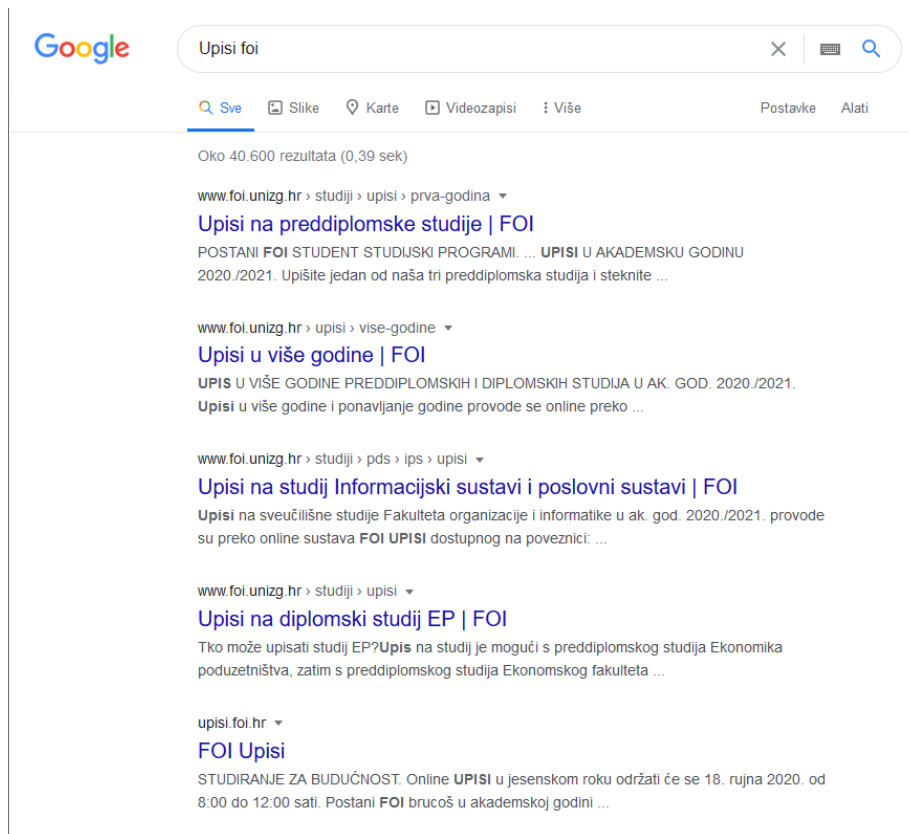 Google
Upisi foi
Sve Slike Karte Videozapisi Više Postavke Alati
Oko 40.600 rezultata (0,39 sek)
www.foi.unizg.hr › studiji › upisi › prva-godina
Upisi na preddiplomske studije | FOI
POSTANI FOI STUDENT STUDIJSKI PROGRAMI. ... UPISI U AKADEMSKU GODINU
2020./2021. Upišite jedan od naša tri preddiplomska studija i steknite ...
www.foi.unizg.hr › upisi › vise-godine
Upisi u više godine | FOI
UPIS U VIŠE GODINE PREDDIPLOMSKIH I DIPLOMSKIH STUDIJA U AK. GOD. 2020./2021.
Upisi u više godine i ponavljanje godine provode se online preko ...
www.foi.unizg.hr › studiji › pds › ips › upisi
Upisi na studij Informacijski sustavi i poslovni sustavi | FOI
Upisi na sveučilišne studije Fakulteta organizacije i informatike u ak. god. 2020./2021. provode
su preko online sustava FOI UPISI dostupnog na poveznici: ...
www.foi.unizg.hr › studiji › upisi
Upisi na diplomski studij EP | FOI
Tko može upisati studij EP?Upis na studij je mogući s preddiplomskog studija Ekonomika
poduzetništva, zatim s preddiplomskog studija Ekonomskog fakulteta ...
upisi.foi.hr
FOI Upisi
STUDIRANJE ZA BUDUĆNOST. Online UPISI u jesenskom roku održati će se 18. rujna 2020. od
8:00 do 12:00 sati. Postani FOI brucoš u akademskoj godini ...